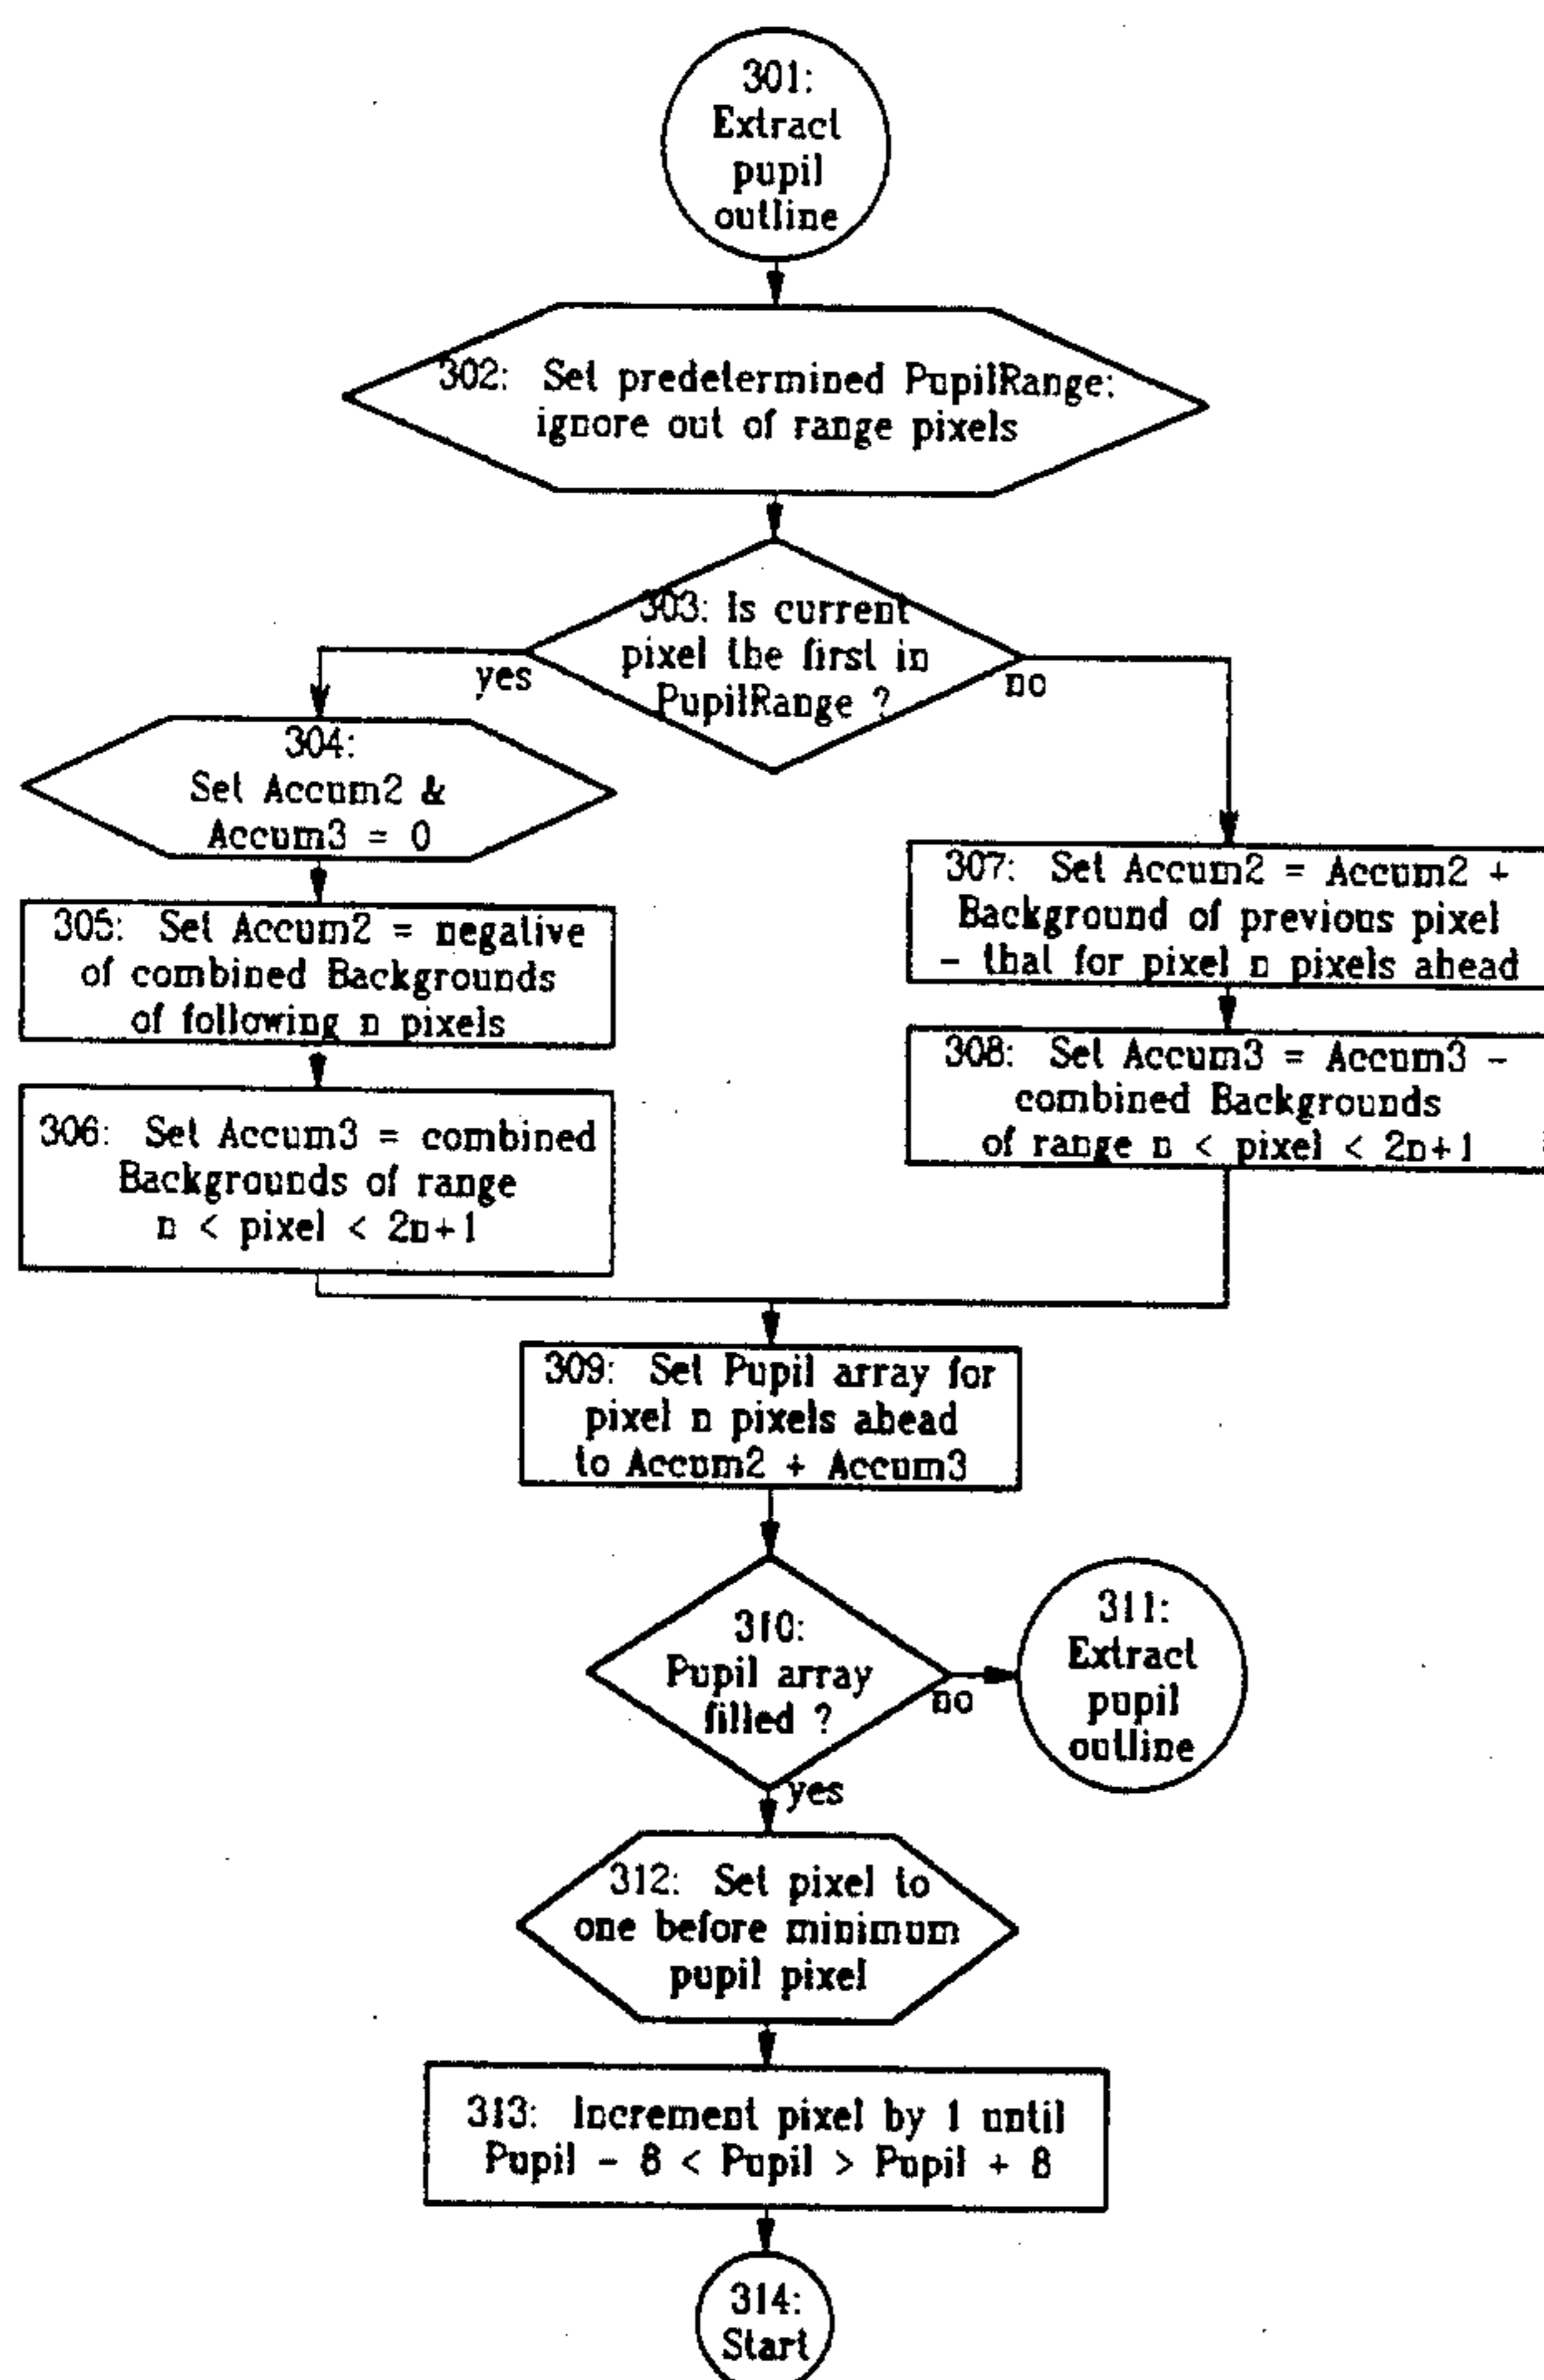 301:
Extract
pupil
outline
302: Set predetermined PupilRange:
ignore out of range pixels
303: Is current
pixel the first in
PupilRange ?
yes
no
304:
Set Accum2 &
Accum3 = 0
305: Set Accum2 = negative
of combined Backgrounds
of following n pixels
306: Set Accum3 = combined
Backgrounds of range
n < pixel < 2n+1
307: Set Accum2 = Accum2 +
Background of previous pixel
- that for pixel n pixels ahead
308: Set Accum3 = Accum3 -
combined Backgrounds
of range n < pixel < 2n+1
309: Set Pupil array for
pixel n pixels ahead
to Accum2 + Accum3
310:
Pupil array
filled ?
no
311:
Extract
pupil
outline
yes
312: Set pixel to
one before minimum
pupil pixel
313: Increment pixel by 1 until
Pupil - 8 < Pupil > Pupil + 8
314:
Start